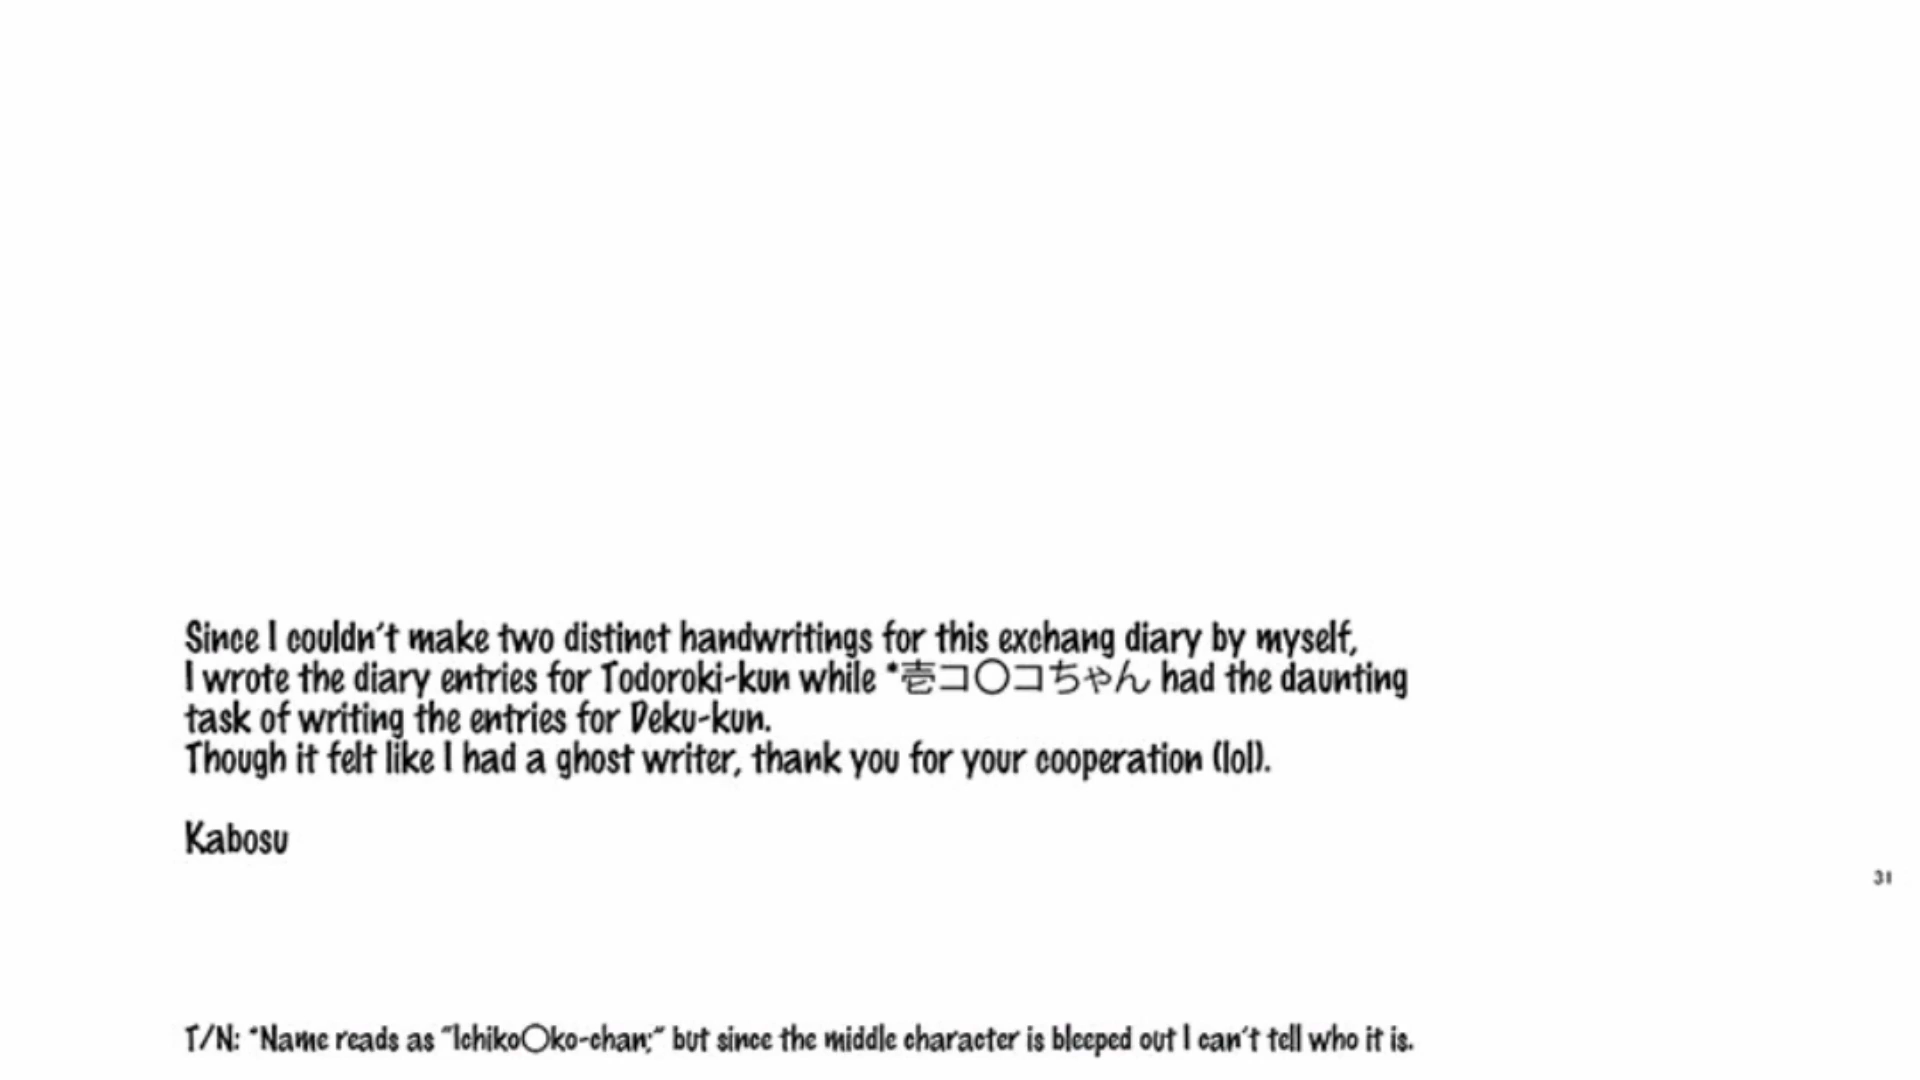 Since I couldn't make two distinct handwritings for this exchang diary by myself,
I wrote the diary entries for Todoroki-kun while *壱コ〇コちゃん had the daunting
task of writing the entries for Deku-kun.
Though it felt like I had a ghost writer, thank you for your cooperation (lol).
Kabosu
31
T/N: *Name reads as "Ichiko〇ko-chan;" but since the middle character is bleeped out I can't tell who it is.